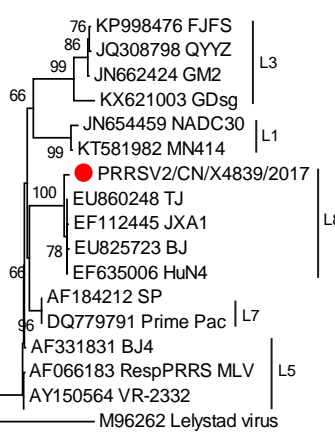 76 KP998476 FJFS
86 JQ308798 QYYZ
JN662424 GM2
L3
99
KX621003 GDsg
66
JN654459 NADC30
L1
99 KT581982 MN414
PRRSV2/CN/X4839/2017
100
EU860248 TJ
L8
EF112445 JXA1
78 EU825723 BJ
EF635006 HuN4
66
AF184212 SP
L7
96 DQ779791 Prime Pac
AF331831 BJ4
AF066183 RespPRRS MLV
L5
AY150564 VR-2332
M96262 Lelystad virus